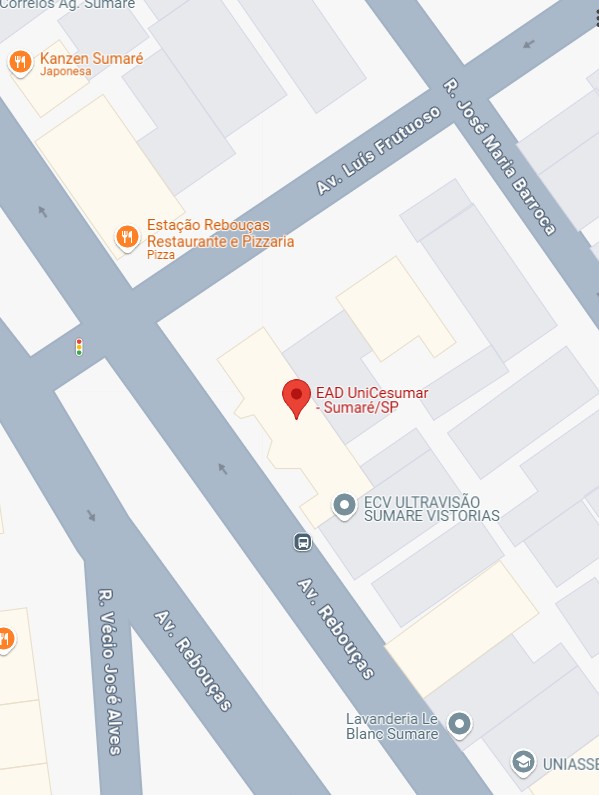 Correios Ag. Sumaré
Kanzen Sumaré
Japonesa
R. José Maria Barroca
Av. Luís Frutuoso
Estação Rebouças
Restaurante e Pizzaria
Pizza
EAD UniCesumar
- Sumaré/SP
ECV ULTRAVISÃO
SUMARE VISTORIAS
Av. Rebouças
R. Vécio José Alves
Av. Rebouças
Lavanderia Le
Blanc Sumare
UNIASSE